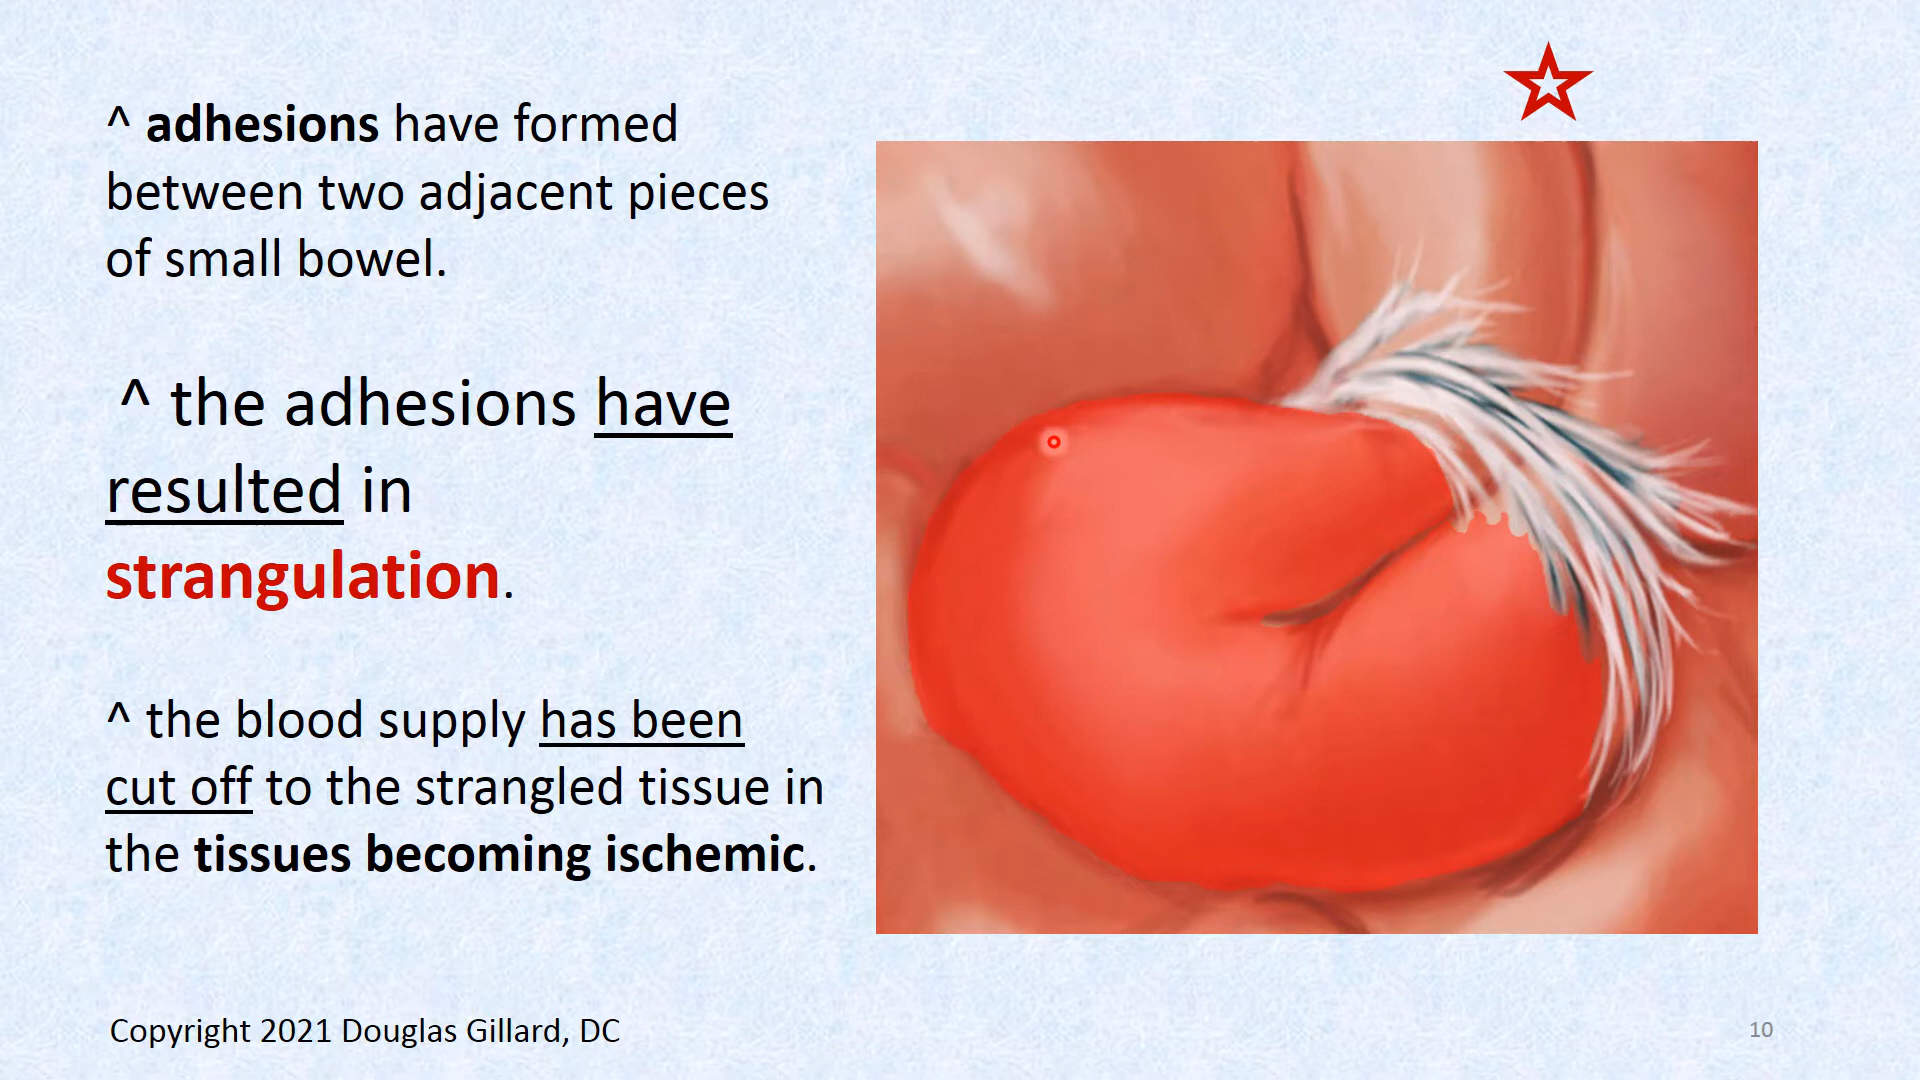 ^ adhesions have formed
between two adjacent pieces
of small bowel.
^ the adhesions have
resulted in
strangulation.
^ the blood supply has been
cut off to the strangled tissue in
the tissues becoming ischemic.
Copyright 2021 Douglas Gillard, DC
10